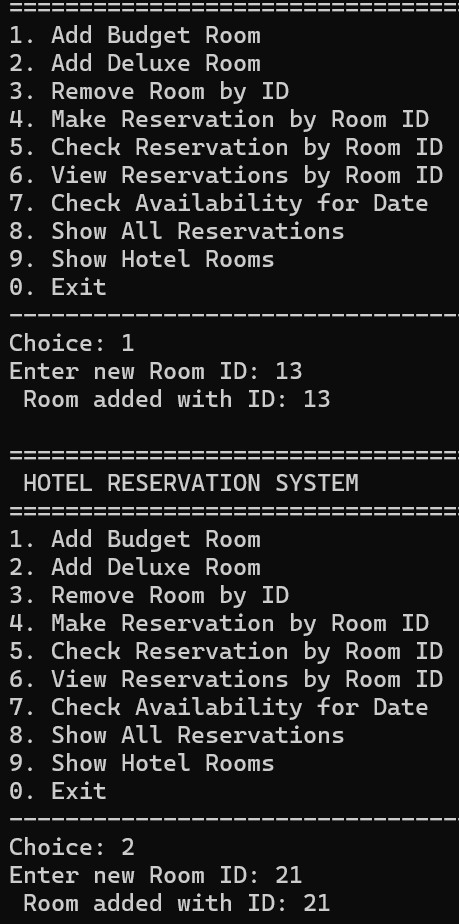 ================================
1. Add Budget Room
2. Add Deluxe Room
3. Remove Room by ID
4. Make Reservation by Room ID
5. Check Reservation by Room ID
6. View Reservations by Room ID
7. Check Availability for Date
8. Show All Reservations
9. Show Hotel Rooms
0. Exit
--------------------------------
Choice: 1
Enter new Room ID: 13
 Room added with ID: 13

================================
 HOTEL RESERVATION SYSTEM
================================
1. Add Budget Room
2. Add Deluxe Room
3. Remove Room by ID
4. Make Reservation by Room ID
5. Check Reservation by Room ID
6. View Reservations by Room ID
7. Check Availability for Date
8. Show All Reservations
9. Show Hotel Rooms
0. Exit
--------------------------------
Choice: 2
Enter new Room ID: 21
 Room added with ID: 21